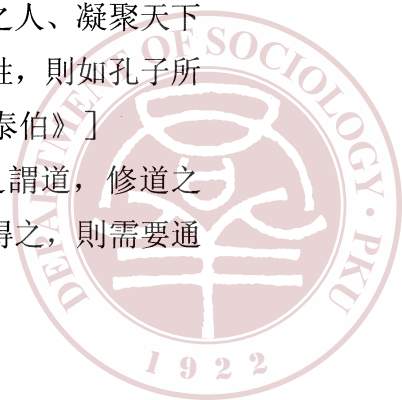 之人、凝聚天下
姓，則如孔子所
泰伯》]
之謂道，修道之
得之，則需要通
DEPARTMENT OF SOCIOLOGY · PKU
1922